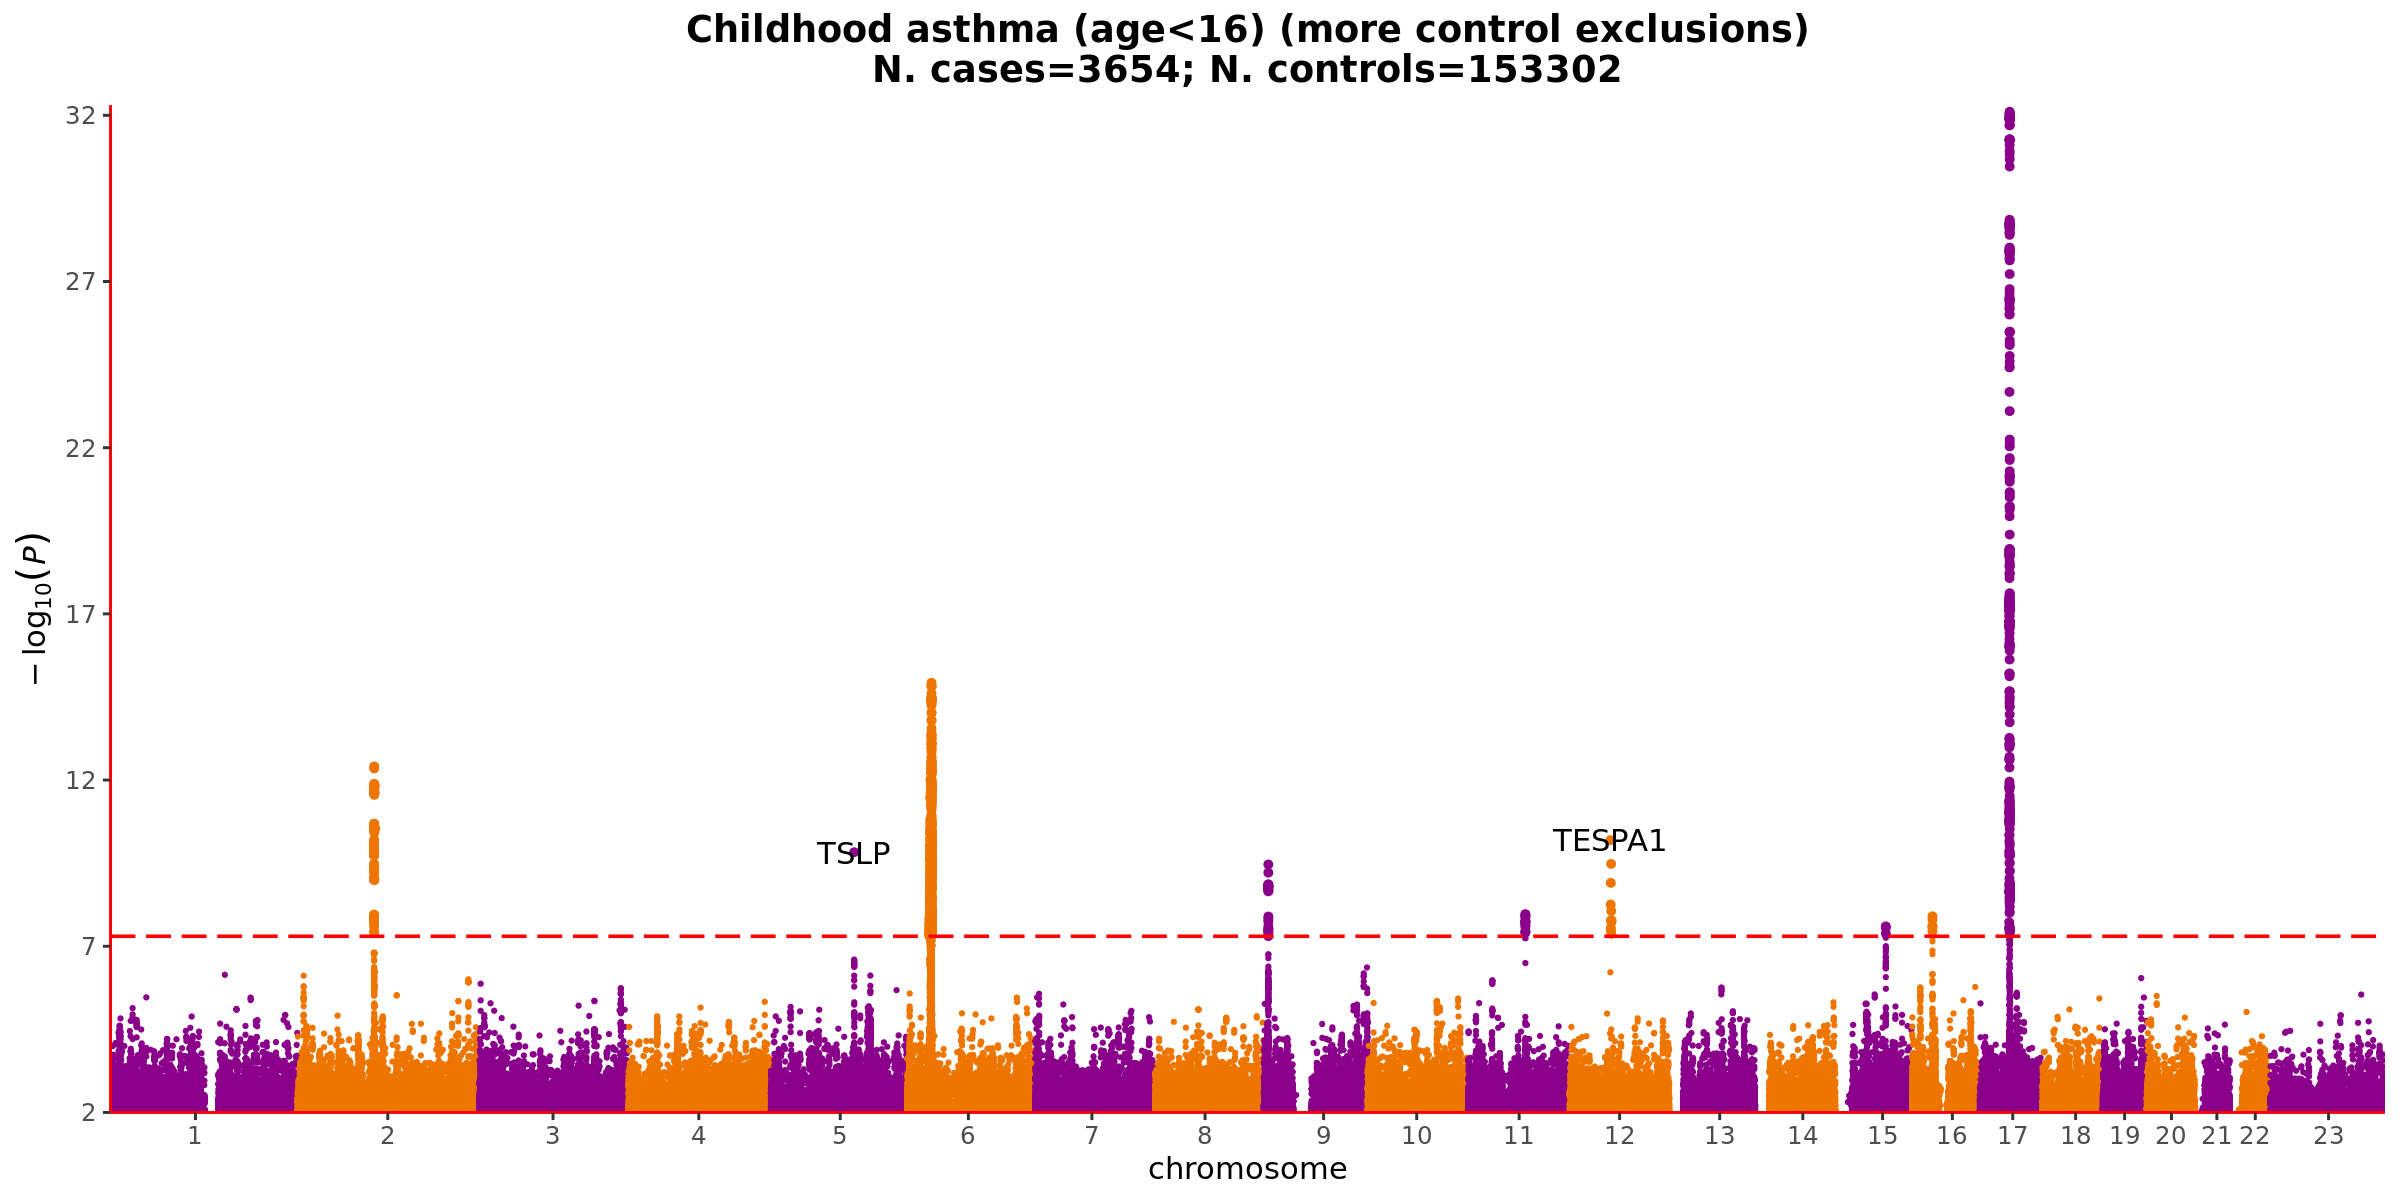 Childhood asthma (age<16) (more control exclusions)
N. cases=3654; N. controls=153302
32
27
22
17
12
7
2
−log10(P)
TSLP
TESPA1
1 2 3 4 5 6 7 8 9 10 11 12 13 14 15 16 17 18 19 20 21 22 23
chromosome